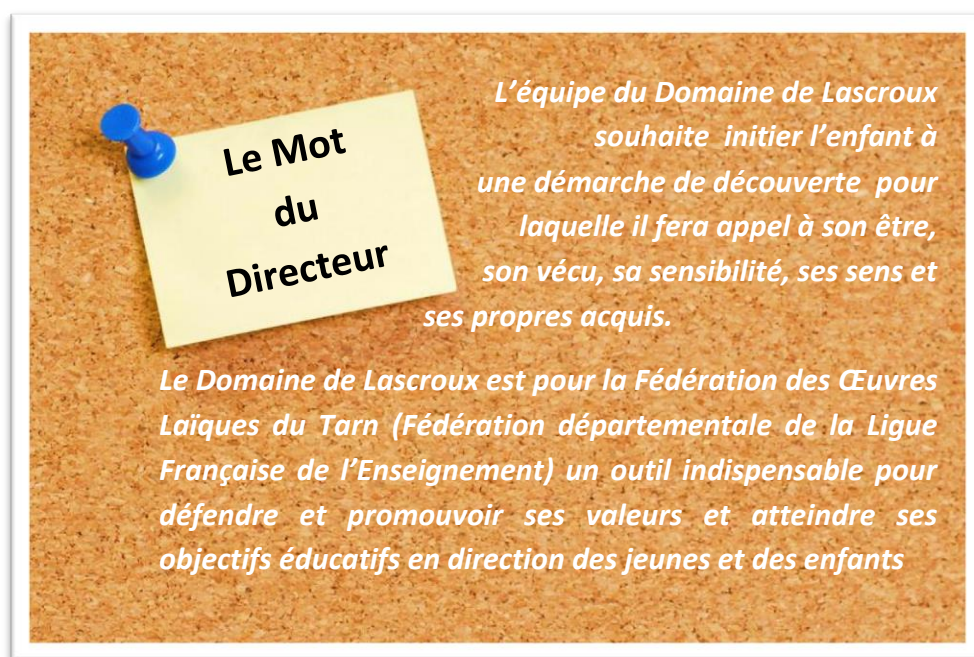 Le Mot
du
Directeur
L’équipe du Domaine de Lascroux
souhaite initier l’enfant à
une démarche de découverte pour
laquelle il fera appel à son être,
son vécu, sa sensibilité, ses sens et
ses propres acquis.
Le Domaine de Lascroux est pour la Fédération des Œuvres
Laïques du Tarn (Fédération départementale de la Ligue
Française de l’Enseignement) un outil indispensable pour
défendre et promouvoir ses valeurs et atteindre ses
objectifs éducatifs en direction des jeunes et des enfants